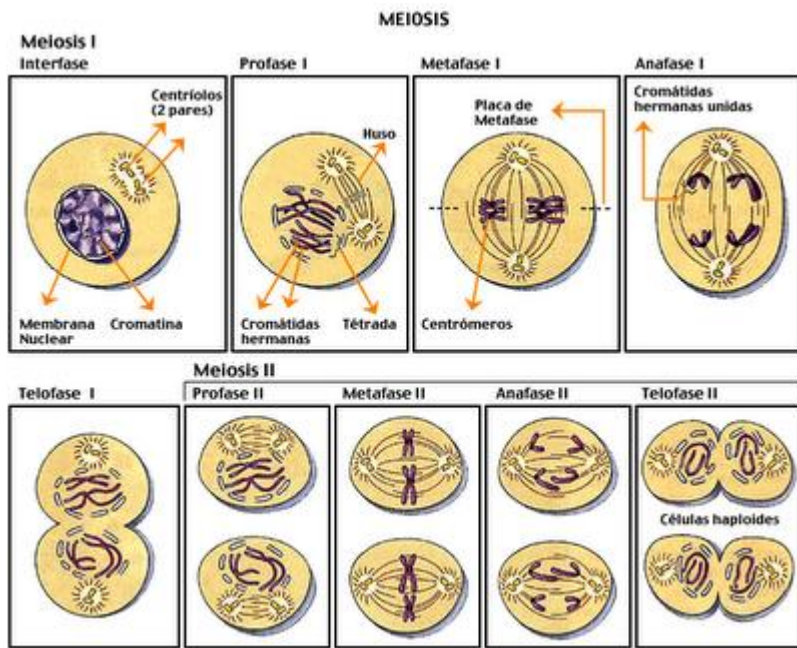 MEIOSIS
Meiosis I
Interfase
Centríolos
(2 pares)
Membrana
Nuclear
Cromatina
Profase I
Huso
Cromátidas
hermanas
Tétrada
Metafase I
Placa de
Metafase
Centrómeros
Anafase I
Cromátidas
hermanas unidas
Telofase I
Meiosis II
Profase II
Metafase II
Anafase II
Telofase II
Células haploides